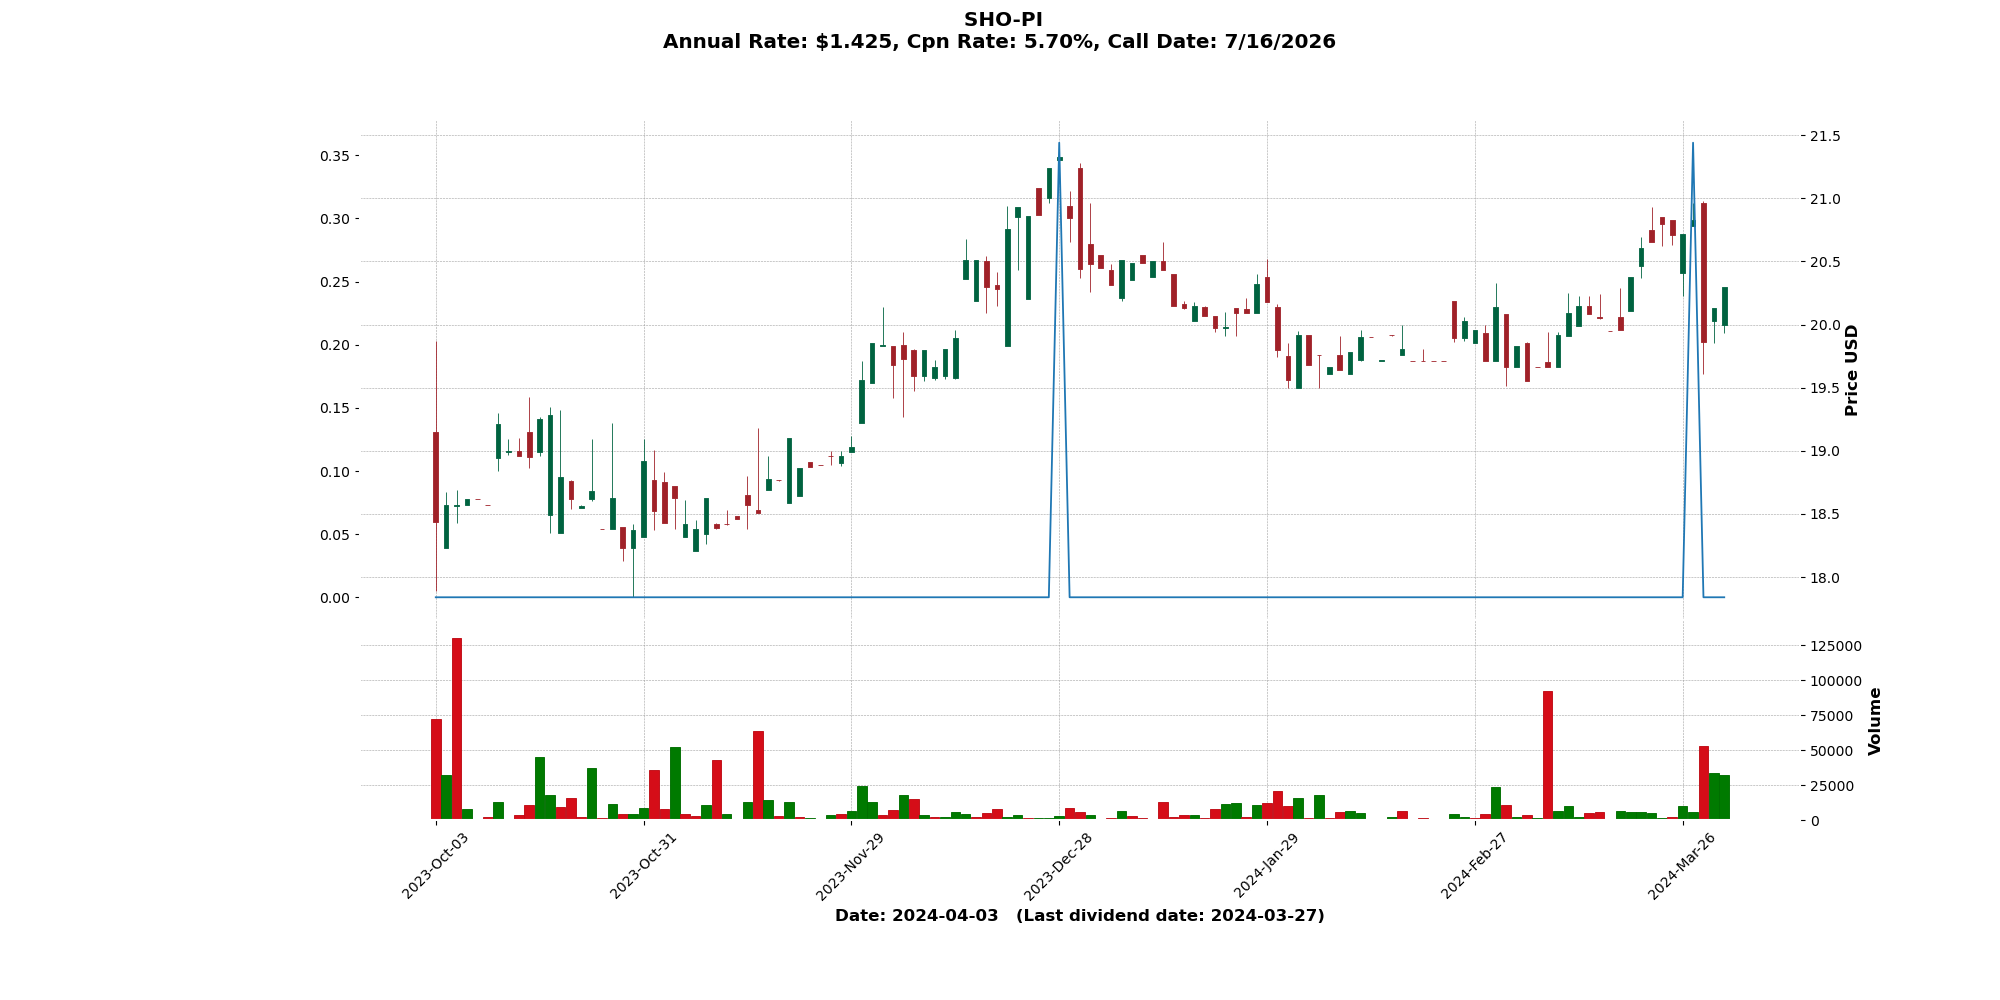 SHO-PI
Annual Rate: $1.425, Cpn Rate: 5.70%, Call Date: 7/16/2026
0.35
0.30
0.25
0.20
0.15
0.10
0.05
0.00
21.5
21.0
20.5
20.0
19.5
19.0
18.5
18.0
Price USD
125000
100000
75000
50000
25000
0
Volume
2023-Oct-03
2023-Oct-31
2023-Nov-29
2023-Dec-28
2024-Jan-29
2024-Feb-27
2024-Mar-26
Date: 2024-04-03 (Last dividend date: 2024-03-27)